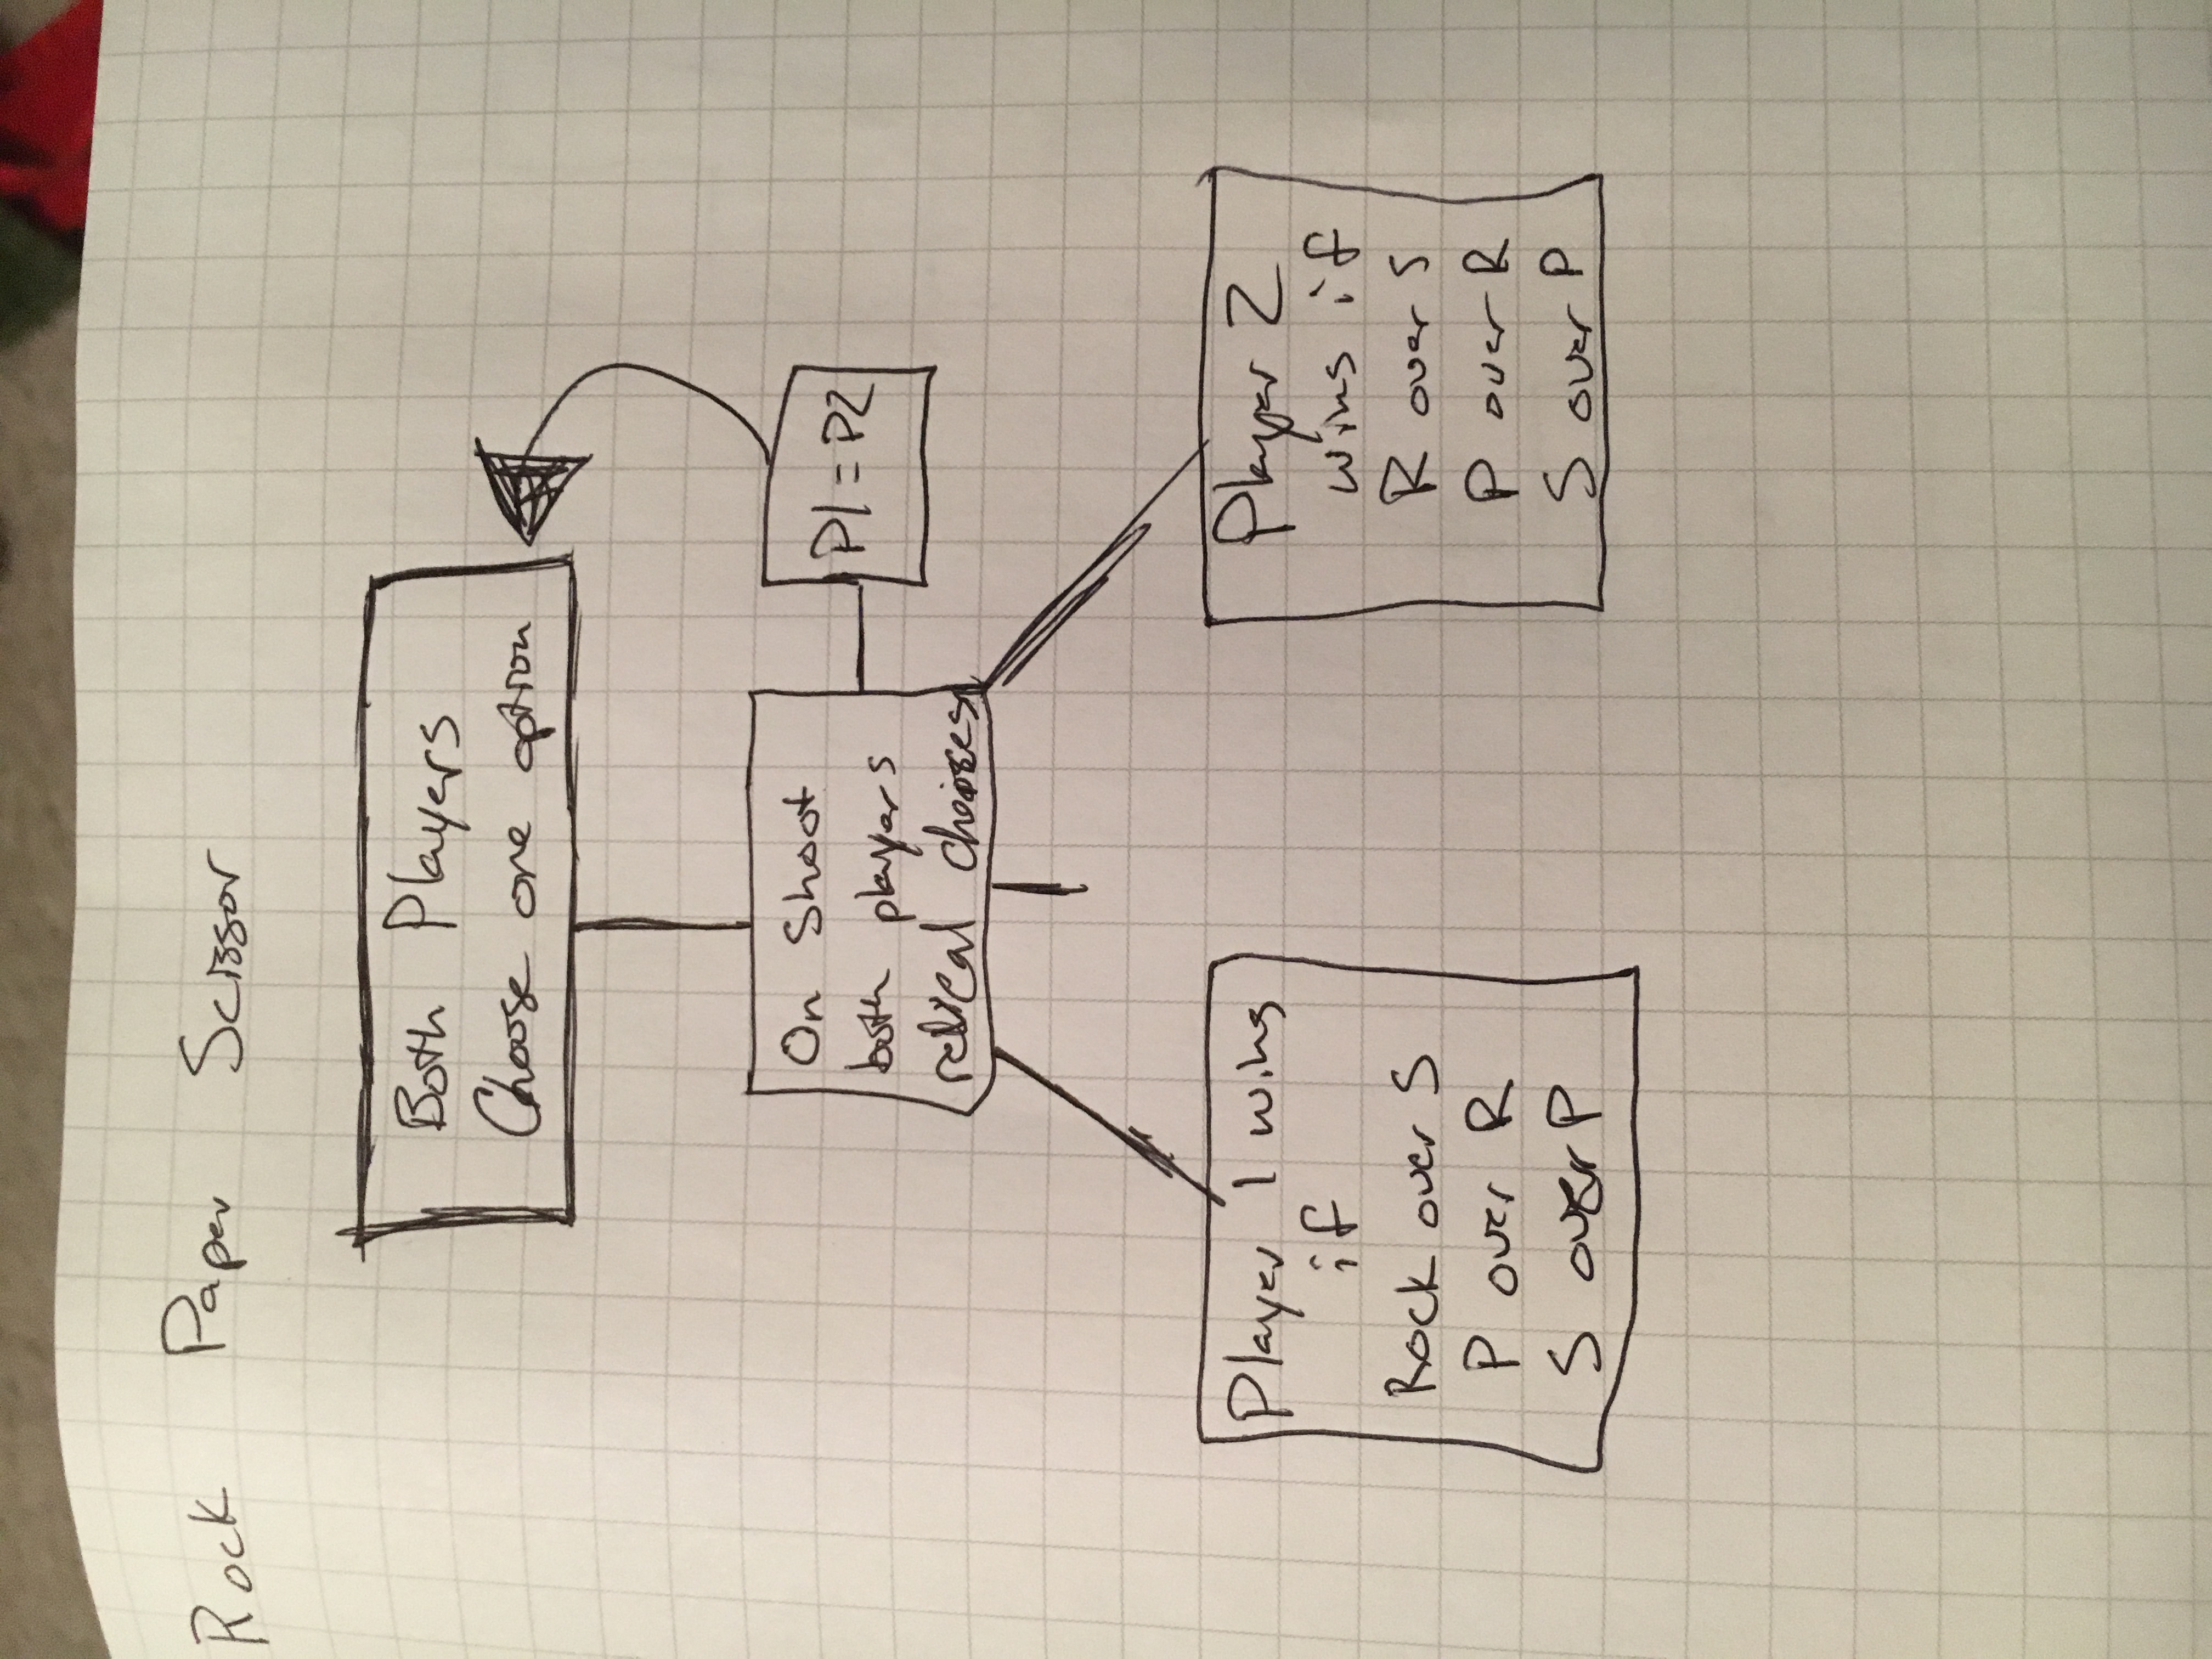 Rock Paper Scissor
Both Players
Choose one option
On Shoot
both players
choices
P1 = P2
Player 1 wins
if
Rock over S
P over R
S over P
Player 2
wins if
R over S
P over R
S over P